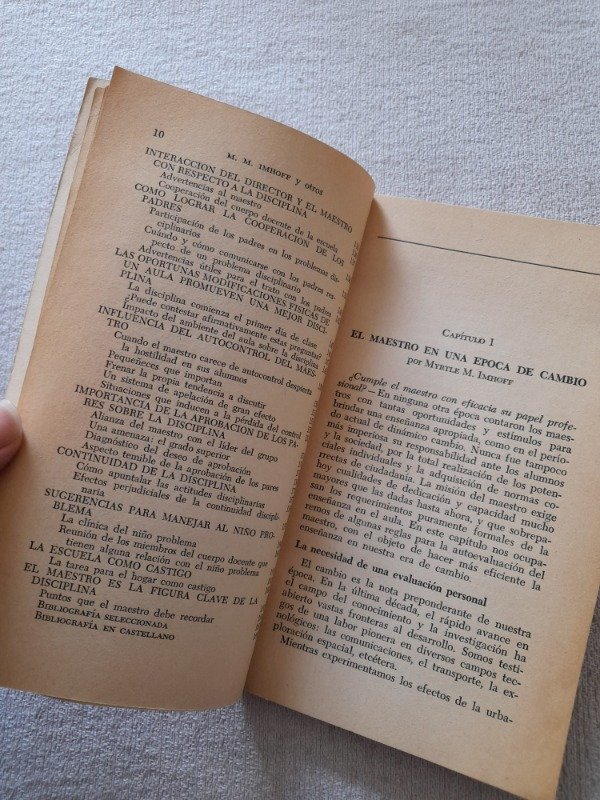 10
M. M. IMHOFF y otros
INTERACCION DEL DIRECTOR Y EL MAESTRO
CON RESPECTO A LA DISCIPLINA
Advertencias al maestro
Cooperación del cuerpo docente de la escuela
COMO LOGRAR LA COOPERACION DE LOS
PADRES
Participación de los padres en los problemas dis-
ciplinarios
Cuándo y cómo comunicarse con los padres res-
pecto de un problema disciplinario
Advertencias útiles para el trato con los padres
LAS OPORTUNAS MODIFICACIONES FISICAS DE
UN AULA PROMUEVEN UNA MEJOR DISCI-
PLINA
La disciplina comienza el primer día de clase
¿Puede contestar afirmativamente estas preguntas?
Impacto del ambiente del aula sobre la disciplina
INFLUENCIA DEL AUTOCONTROL DEL MAES-
TRO
Cuando el maestro carece de autocontrol despierta
la hostilidad en sus alumnos
Pequeñeces que importan
Frenar la propia tendencia a discutir
Un sistema de apelación de gran efecto
Situaciones que inducen a la pérdida del control
IMPORTANCIA DE LA APROBACION DE LOS PA-
RES SOBRE LA DISCIPLINA
Alianza del maestro con el líder del grupo
Una amenaza: el grado superior
Diagnóstico del deseo de aprobación
Aspecto temible de la aprobación de los pares
CONTINUIDAD DE LA DISCIPLINA
Cómo apuntalar las actitudes disciplinarias
Efectos perjudiciales de la continuidad discipli-
naria
SUGERENCIAS PARA MANEJAR AL NIÑO PRO-
BLEMA
La clínica del niño problema
Reunión de los miembros del cuerpo docente que
tienen alguna relación con el niño problema
LA ESCUELA COMO CASTIGO
La tarea para el hogar como castigo
EL MAESTRO ES LA FIGURA CLAVE DE LA
DISCIPLINA
Puntos que el maestro debe recordar
BIBLIOGRAFÍA SELECCIONADA
BIBLIOGRAFÍA EN CASTELLANO
CAPÍTULO I
EL MAESTRO EN UNA EPOCA DE CAMBIO
POR MYRTLE M. IMHOFF
¿Cumple el maestro con eficacia su papel profe-
sional? – En ninguna otra época contaron los maes-
tros con tantas oportunidades y estímulos para
brindar una enseñanza apropiada, como en el perío-
do actual de dinámico cambio. Nunca fue tampoco
más imperiosa su responsabilidad ante los alumnos
y la sociedad, por la total realización de los poten-
ciales individuales y la adquisición de normas co-
rrectas de ciudadanía. La misión del maestro exige
hoy cualidades de dedicación y capacidad mucho
mayores que las dadas hasta ahora, y que sobrepa-
san los requerimientos puramente formales de la
enseñanza en el aula. En este capítulo nos ocupa-
remos de algunas reglas para la autoevaluación del
maestro, con el objeto de hacer más eficiente la
enseñanza en nuestra era de cambio.
La necesidad de una evaluación personal
El cambio es la nota preponderante de nuestra
época. En la última década, el rápido avance en
el campo del conocimiento y la investigación ha
abierto vastas fronteras al desarrollo. Somos testi-
gos de una labor pionera en diversos campos tec-
nológicos: las comunicaciones, el transporte, la ex-
ploración espacial, etcétera.
Mientras experimentamos los efectos de la urba-